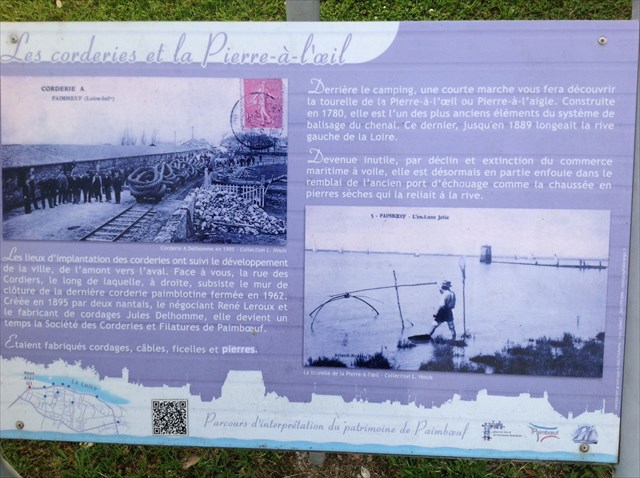 Les corderies et la Pierre-à-l'œil
CORDERIE A
PAIMBŒUF (Loire-Infre)
Corderie à Delhomme en 1905 - Collection L. Houis
Les lieux d'implantation des corderies ont suivi le développement
de la ville, de l'amont vers l'aval. Face à vous, la rue des
Cordiers, le long de laquelle, à droite, subsiste le mur de
clôture de la dernière corderie paimblotine fermée en 1962.
Créée en 1895 par deux nantais, le négociant René Leroux et
le fabricant de cordages Jules Delhomme, elle devient un
temps la Société des Corderies et Filatures de Paimbœuf.
Étaient fabriqués cordages, câbles, ficelles et pierres.
Derrière le camping, une courte marche vous fera découvrir
la tourelle de la Pierre-à-l'œil ou Pierre-à-l'aigle. Construite
en 1780, elle est l'un des plus anciens éléments du système de
balisage du chenal. Ce dernier, jusqu'en 1889 longeait la rive
gauche de la Loire.
Devenue inutile, par déclin et extinction du commerce
maritime à voile, elle est désormais en partie enfouie dans le
remblai de l'ancien port d'échouage comme la chaussée en
pierres sèches qui la reliait à la rive.
5 - PAIMBŒUF - L'ancienne jetée
La tourelle de la Pierre à l'œil - Collection L. Houis
La Loire
Parcours d'interprétation du patrimoine de Paimbœuf
Paimbœuf